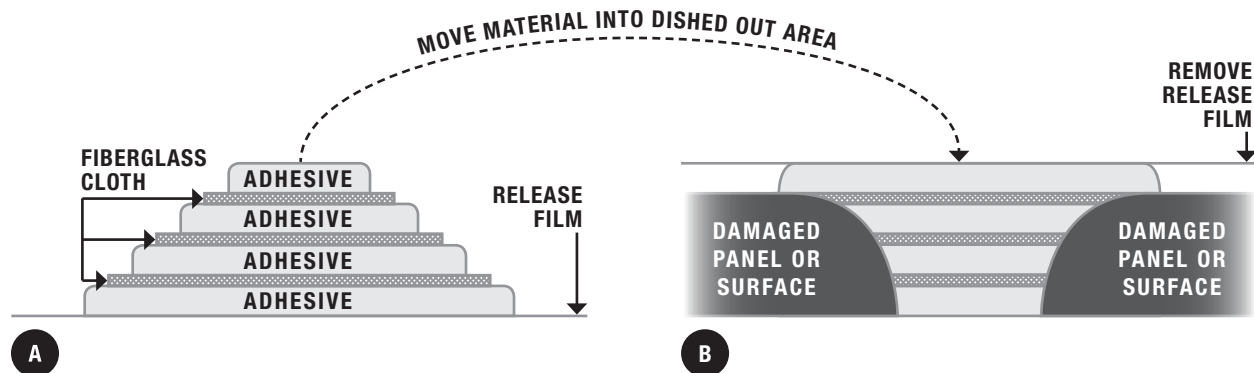 MOVE MATERIAL INTO DISHED OUT AREA
FIBERGLASS
CLOTH
ADHESIVE
ADHESIVE
ADHESIVE
ADHESIVE
RELEASE
FILM
A
REMOVE
RELEASE
FILM
DAMAGED
PANEL OR
SURFACE
DAMAGED
PANEL OR
SURFACE
B